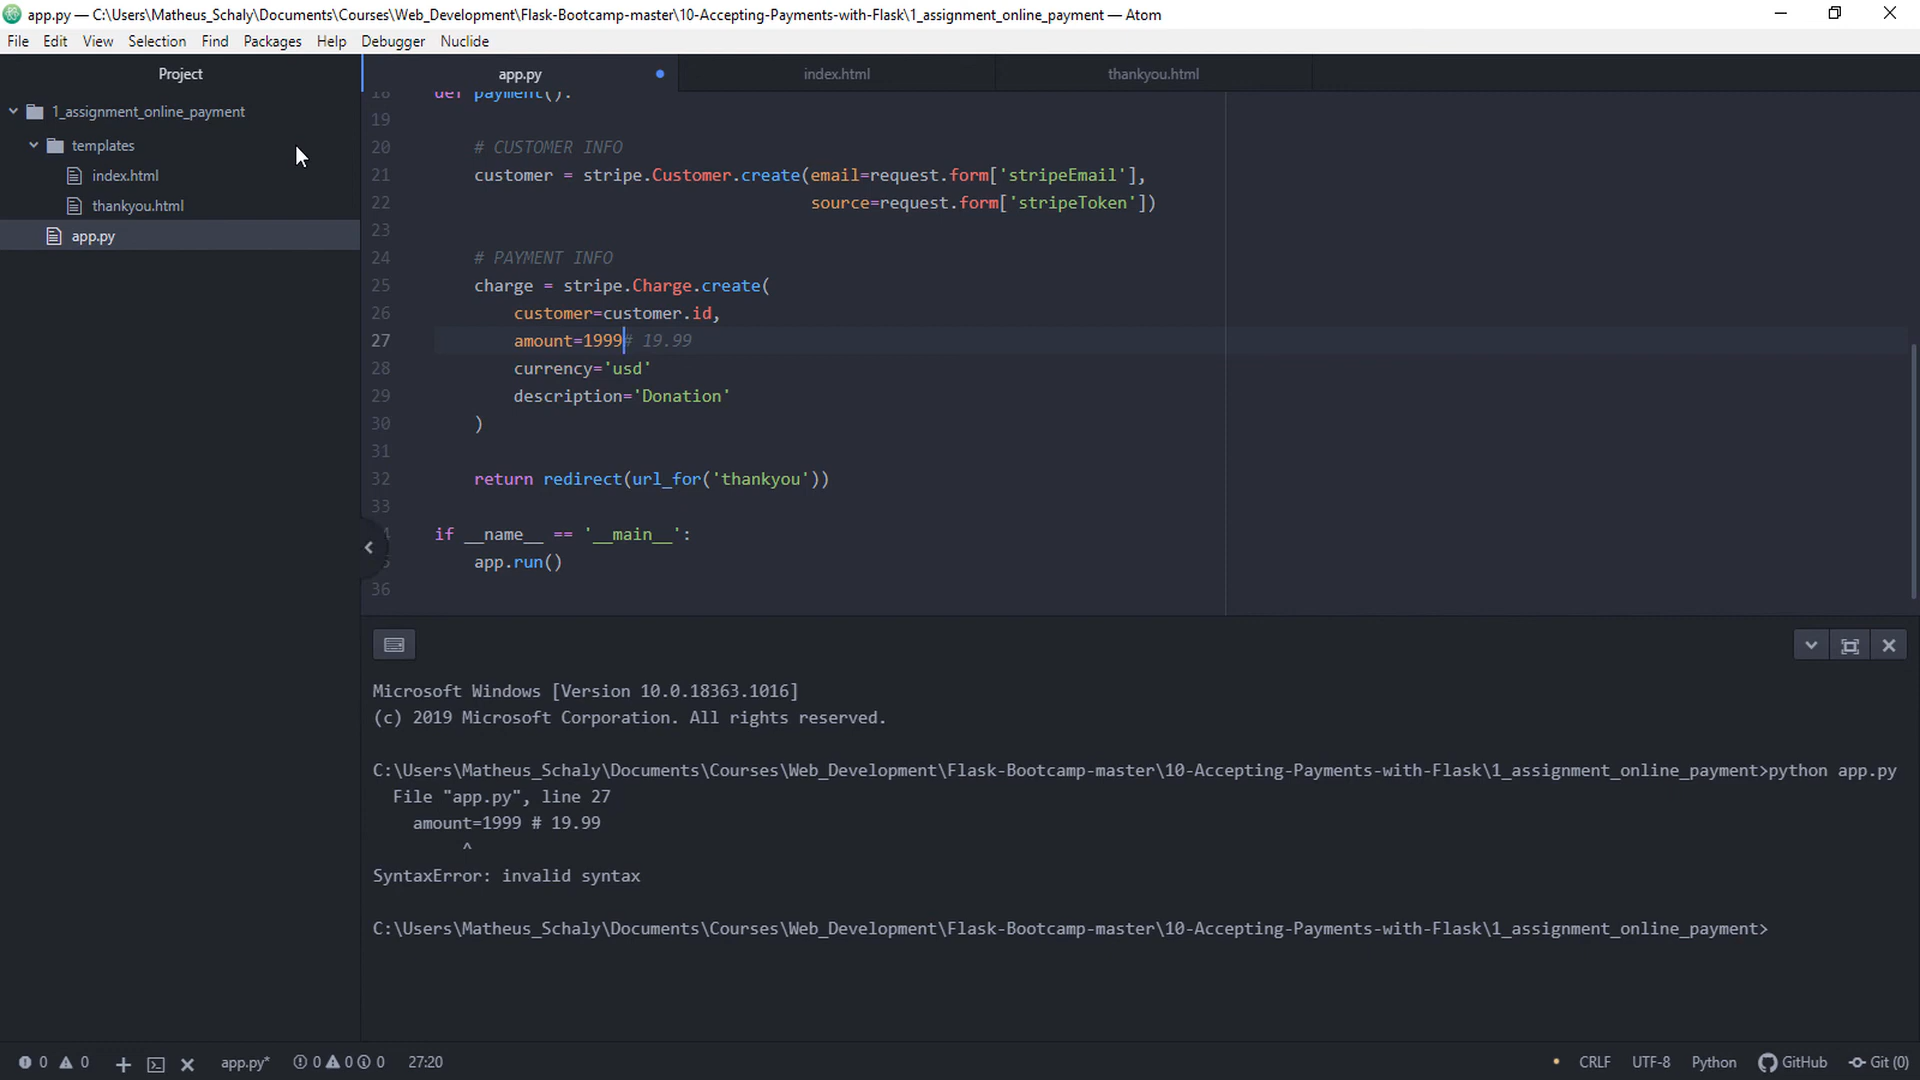 app.py — C:\Users\Matheus_Schaly\Documents\Courses\Web_Development\Flask-Bootcamp-master\10-Accepting-Payments-with-Flask\1_assignment_online_payment — Atom
File Edit View Selection Find Packages Help Debugger Nuclide
Project
app.py index.html thankyou.html
1_assignment_online_payment
templates
index.html
thankyou.html
app.py
18 def payment():
19
20 # CUSTOMER INFO
21 customer = stripe.Customer.create(email=request.form['stripeEmail'],
22 source=request.form['stripeToken'])
23
24 # PAYMENT INFO
25 charge = stripe.Charge.create(
26 customer=customer.id,
27 amount=1999# 19.99
28 currency='usd'
29 description='Donation'
30 )
31
32 return redirect(url_for('thankyou'))
33
if __name__ == '__main__':
app.run()
36
Microsoft Windows [Version 10.0.18363.1016]
(c) 2019 Microsoft Corporation. All rights reserved.
C:\Users\Matheus_Schaly\Documents\Courses\Web_Development\Flask-Bootcamp-master\10-Accepting-Payments-with-Flask\1_assignment_online_payment>python app.py
File "app.py", line 27
amount=1999 # 19.99
^
SyntaxError: invalid syntax
C:\Users\Matheus_Schaly\Documents\Courses\Web_Development\Flask-Bootcamp-master\10-Accepting-Payments-with-Flask\1_assignment_online_payment>
0 0 app.py* 0 0 0 27:20 CRLF UTF-8 Python GitHub Git (0)